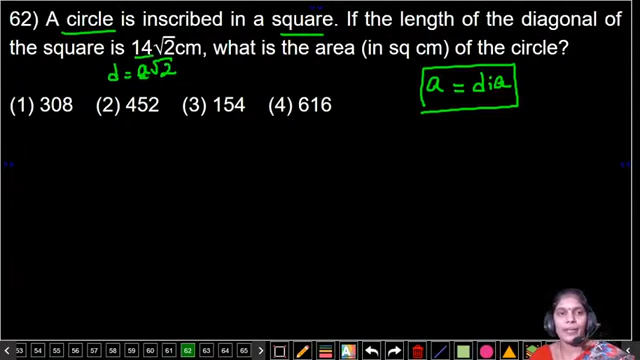 62) A circle is inscribed in a square. If the length of the diagonal of
the square is 14√2cm, what is the area (in sq cm) of the circle?
d = a√2
a = dia
(1) 308 (2) 452 (3) 154 (4) 616
53 54 55 56 57 58 59 60 61 62 63 64 65